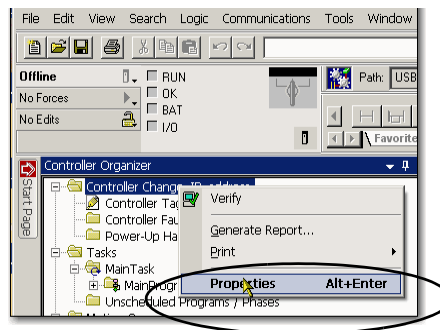 File Edit View Search Logic Communications Tools Window
Offline
RUN
Path: USB
No Forces
OK
BAT
No Edits
I/O
Favorite
Start Page
Controller Organizer
Controller Change_IP_address
Controller Tag
Verify
Controller Fau
Generate Report...
Power-Up Ha
Print
Tasks
MainTask
Properties Alt+Enter
MainProgr
Unscheduled Programs / Phases